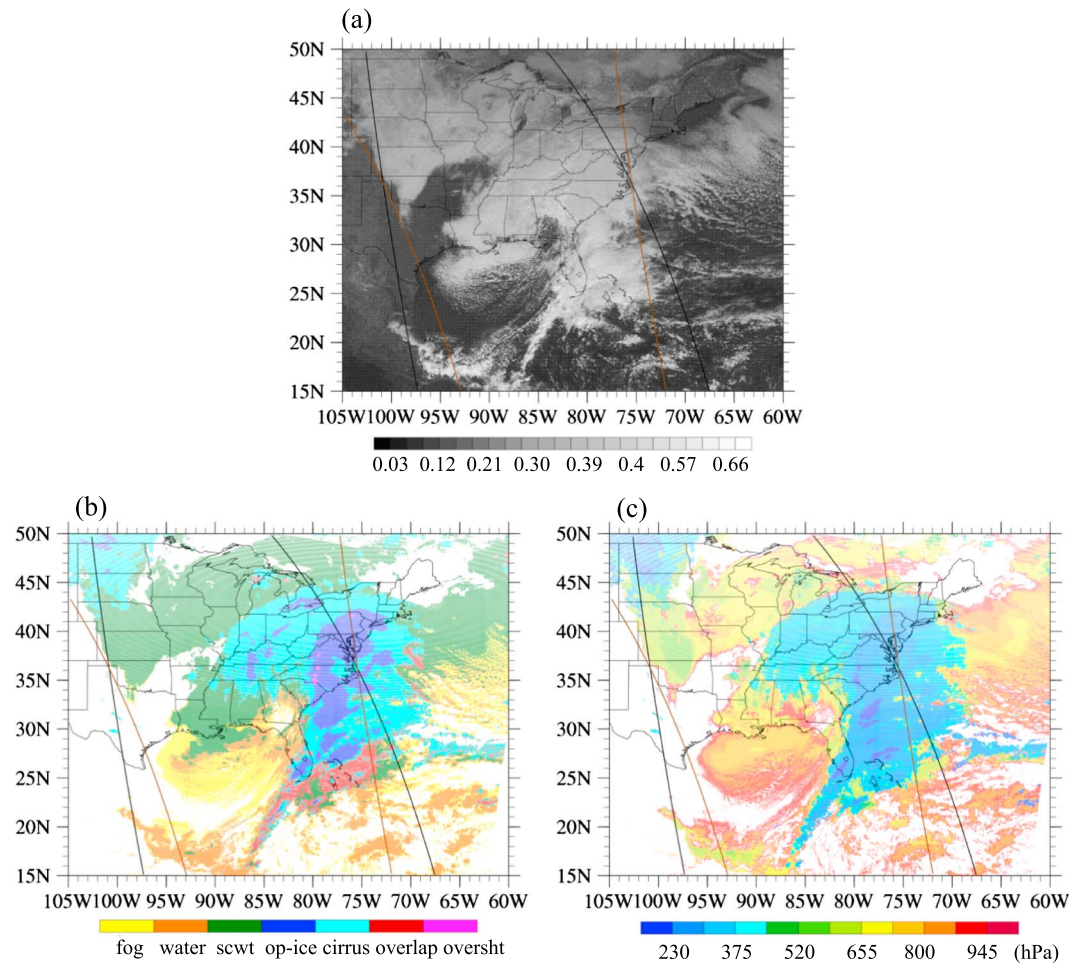 (a)
50N
45N
40N
35N
30N
25N
20N
15N
105W 100W 95W 90W 85W 80W 75W 70W 65W 60W
0.03 0.12 0.21 0.30 0.39 0.4 0.57 0.66
(b)
50N
45N
40N
35N
30N
25N
20N
15N
105W 100W 95W 90W 85W 80W 75W 70W 65W 60W
fog water scwt op-ice cirrus overlap oversht
(c)
50N
45N
40N
35N
30N
25N
20N
15N
105W 100W 95W 90W 85W 80W 75W 70W 65W 60W
230 375 520 655 800 945 (hPa)